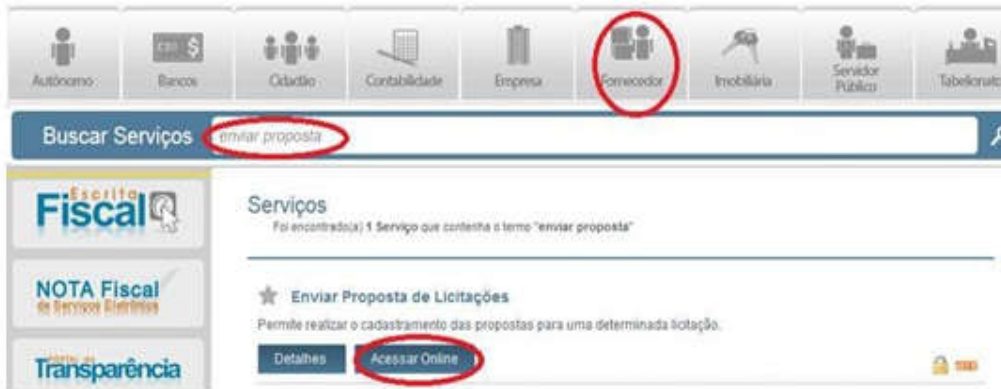 Autônomo
Bancos
Cidadão
Contabilidade
Empresa
Fornecedor
Imobiliária
Servidor
Público
Tabelionato
Buscar Serviços
enviar proposta
Escrita
Fiscal
NOTA Fiscal
de Serviços Eletrônica
PORTAL da
Transparência
Serviços
Foi encontrado(a) 1 Serviço que contenha o termo "enviar proposta"
Enviar Proposta de Licitações
Permite realizar o cadastramento das propostas para uma determinada licitação.
Detalhes
Acessar Online